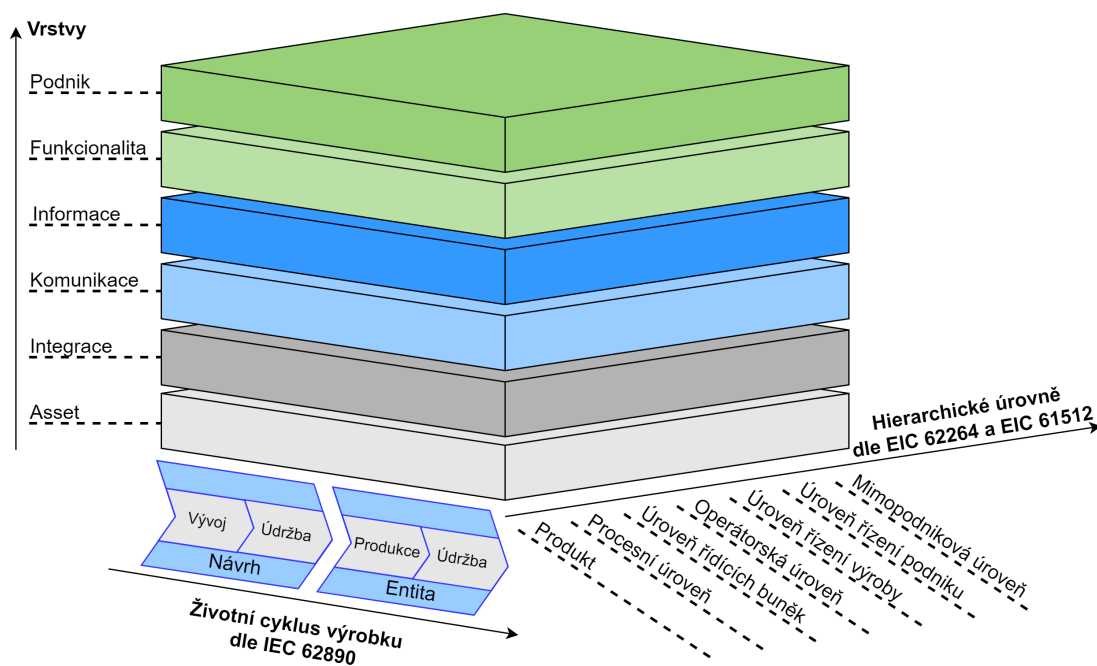 Vrstvy
Podnik
Funkcionalita
Informace
Komunikace
Integrace
Asset
Hierarchické úrovně
dle EIC 62264 a EIC 61512
Vývoj
Údržba
Návrh
Produkce
Údržba
Entita
Životní cyklus výrobku
dle IEC 62890
Produkt
Procesní úroveň
Úroveň řídících buněk
Operátorská úroveň
Úroveň řízení výroby
Úroveň řízení podniku
Mimopodniková úroveň